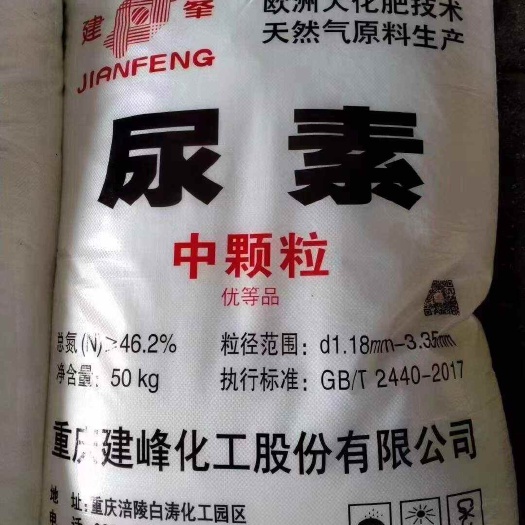 建 峰
JIANFENG
欧洲大化肥技术
天然气原料生产
尿素
中颗粒
优等品
总氮(N)≥46.2%
粒径范围：d1.18mm-3.35mm
净含量：50 kg
执行标准：GB/T 2440-2017
重庆建峰化工股份有限公司
地 址：重庆涪陵白涛化工园区
电 话